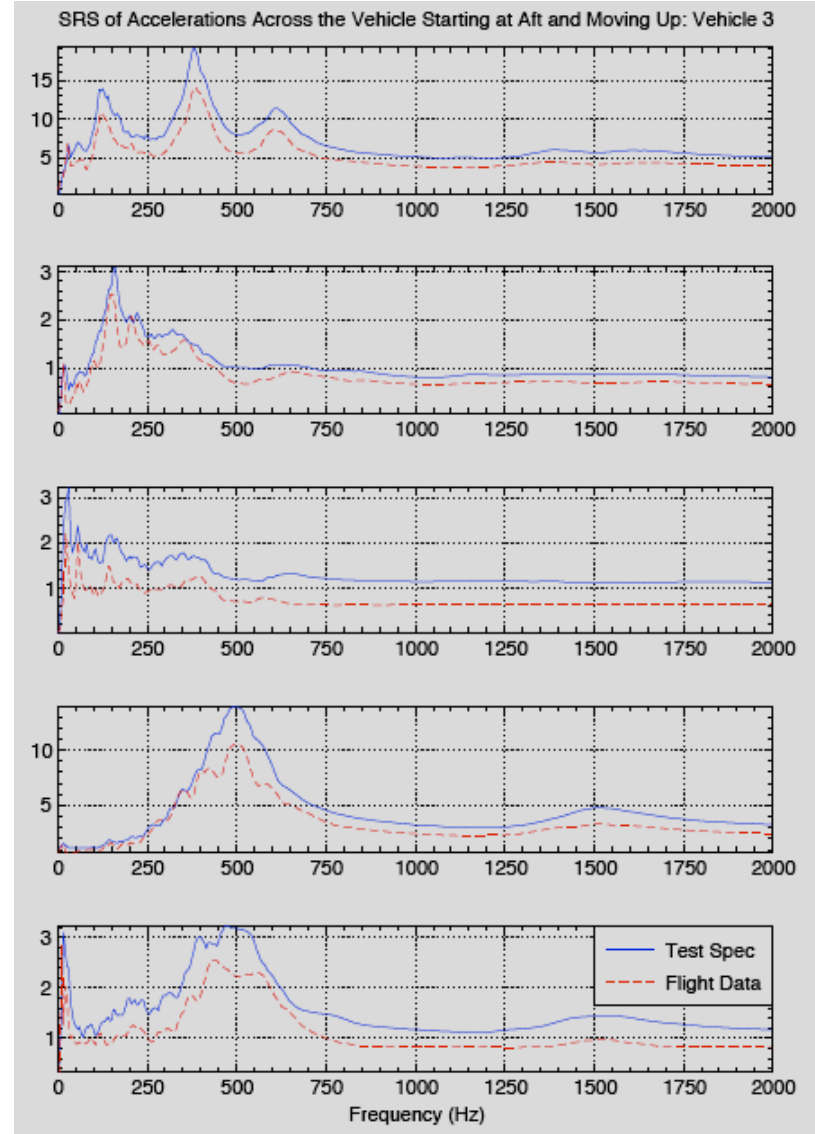 SRS of Accelerations Across the Vehicle Starting at Aft and Moving Up: Vehicle 3
15
10
5
0 250 500 750 1000 1250 1500 1750 2000
3
2
1
0 250 500 750 1000 1250 1500 1750 2000
3
2
1
0 250 500 750 1000 1250 1500 1750 2000
10
5
0 250 500 750 1000 1250 1500 1750 2000
3
2
1
Test Spec
Flight Data
0 250 500 750 1000 1250 1500 1750 2000
Frequency (Hz)